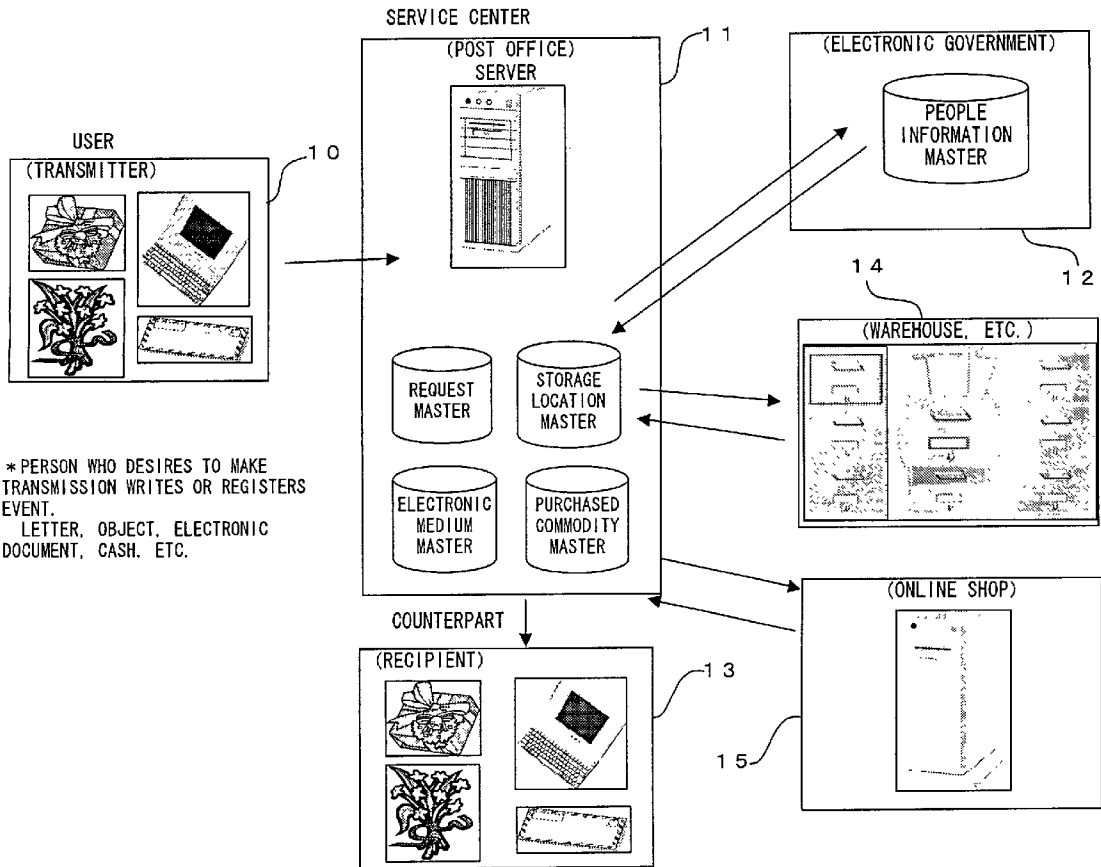 SERVICE CENTER
(POST OFFICE)
SERVER
11
(ELECTRONIC GOVERNMENT)
PEOPLE
INFORMATION
MASTER
12
USER
(TRANSMITTER)
10
14
(WAREHOUSE, ETC.)
REQUEST
MASTER
STORAGE
LOCATION
MASTER
ELECTRONIC
MEDIUM
MASTER
PURCHASED
COMMODITY
MASTER
*PERSON WHO DESIRES TO MAKE
TRANSMISSION WRITES OR REGISTERS
EVENT.
LETTER, OBJECT, ELECTRONIC
DOCUMENT, CASH. ETC.
(ONLINE SHOP)
15
COUNTERPART
(RECIPIENT)
13